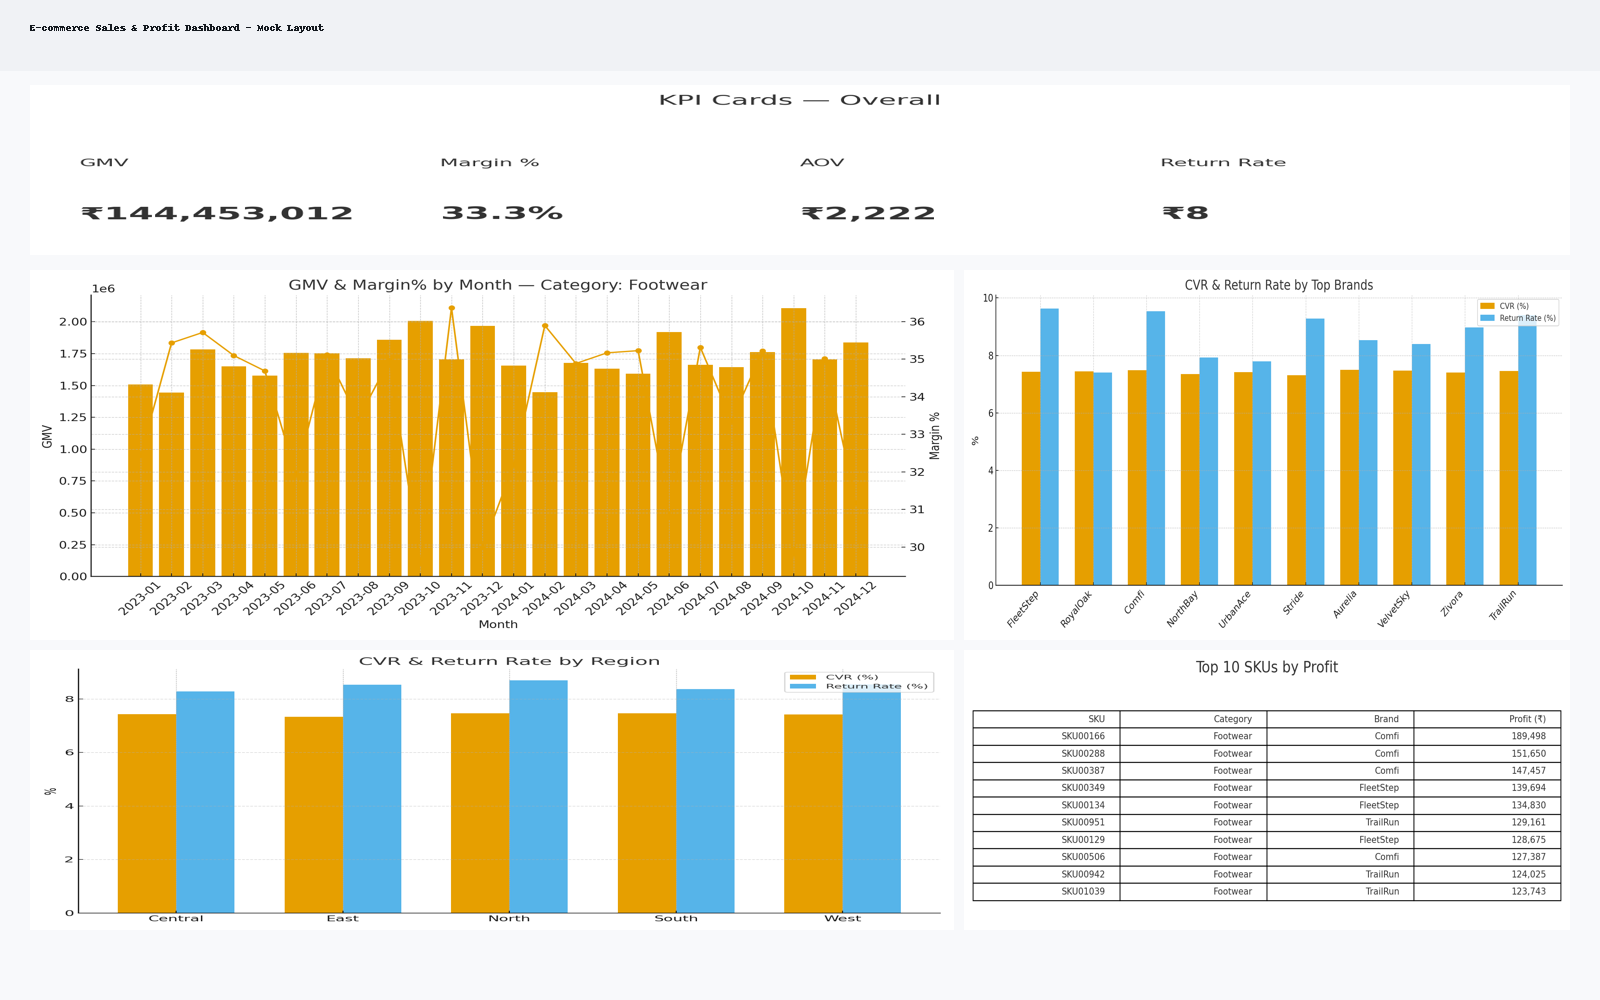 E-commerce Sales & Profit Dashboard - Mock Layout
KPI Cards — Overall
GMV Margin % AOV Return Rate
₹144,453,012 33.3% ₹2,222 ₹8
GMV & Margin% by Month — Category: Footwear
1e6
2.00
1.75
1.50
1.25
1.00
0.75
0.50
0.25
0.00
GMV
36
35
34
33
32
31
30
Margin %
2023-01 2023-02 2023-03 2023-04 2023-05 2023-06 2023-07 2023-08 2023-09 2023-10 2023-11 2023-12 2024-01 2024-02 2024-03 2024-04 2024-05 2024-06 2024-07 2024-08 2024-09 2024-10 2024-11 2024-12
Month
CVR & Return Rate by Top Brands
CVR (%)
Return Rate (%)
10
8
6
4
2
0
%
FleetStep RoyalOak Comfi NorthBay UrbanAce Stride Aurelia VelvetSky Zivora TrailRun
CVR & Return Rate by Region
CVR (%)
Return Rate (%)
8
6
4
2
0
%
Central East North South West
Top 10 SKUs by Profit
SKU Category Brand Profit (₹)
SKU00166 Footwear Comfi 189,498
SKU00288 Footwear Comfi 151,650
SKU00387 Footwear Comfi 147,457
SKU00349 Footwear FleetStep 139,694
SKU00134 Footwear FleetStep 134,830
SKU00951 Footwear TrailRun 129,161
SKU00129 Footwear FleetStep 128,675
SKU00506 Footwear Comfi 127,387
SKU00942 Footwear TrailRun 124,025
SKU01039 Footwear TrailRun 123,743